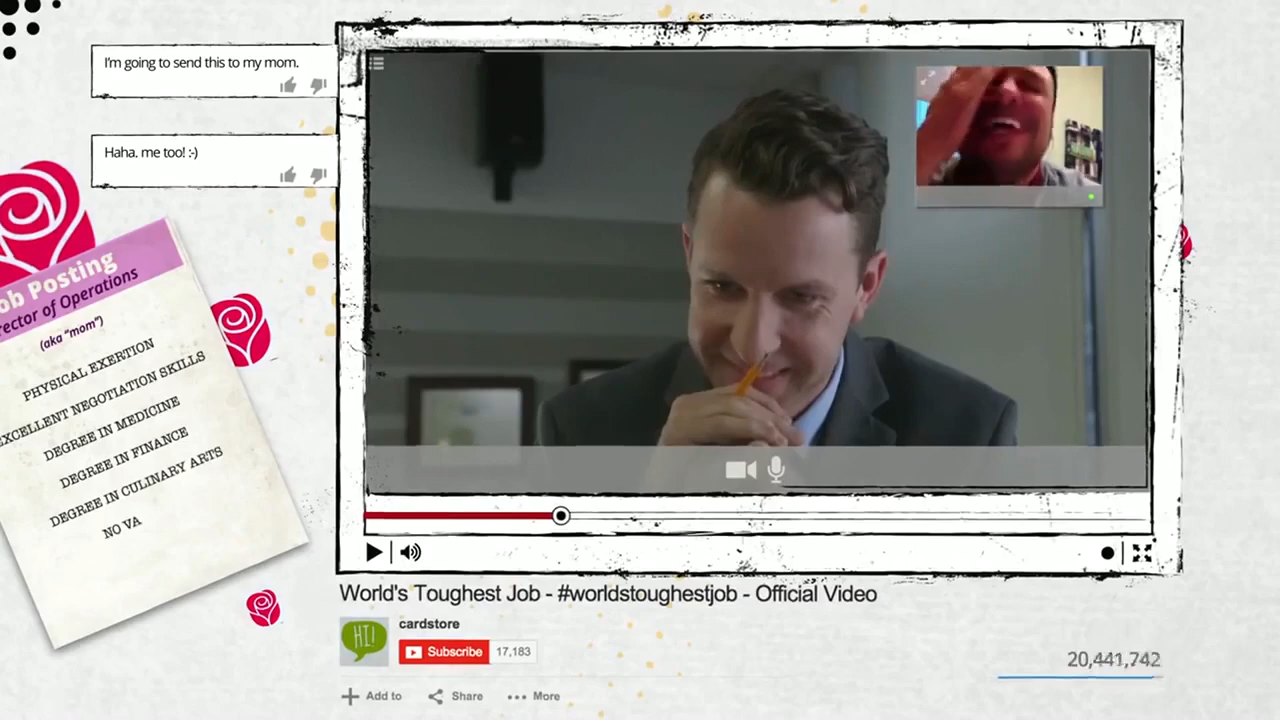 I'm going to send this to my mom.
Haha. me too! :-)
ob Posting
rector of Operations
(aka "mom")
PHYSICAL EXERTION
EXCELLENT NEGOTIATION SKILLS
DEGREE IN MEDICINE
DEGREE IN FINANCE
DEGREE IN CULINARY ARTS
NO VA
World's Toughest Job - #worldstoughestjob - Official Video
HI!
cardstore
Subscribe 17,183
20,441,742
Add to Share More